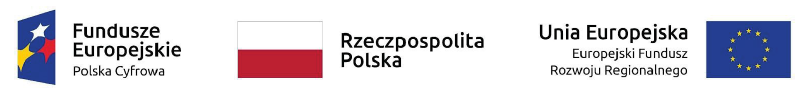 Fundusze
Europejskie
Polska Cyfrowa
Rzeczpospolita
Polska
Unia Europejska
Europejski Fundusz
Rozwoju Regionalnego